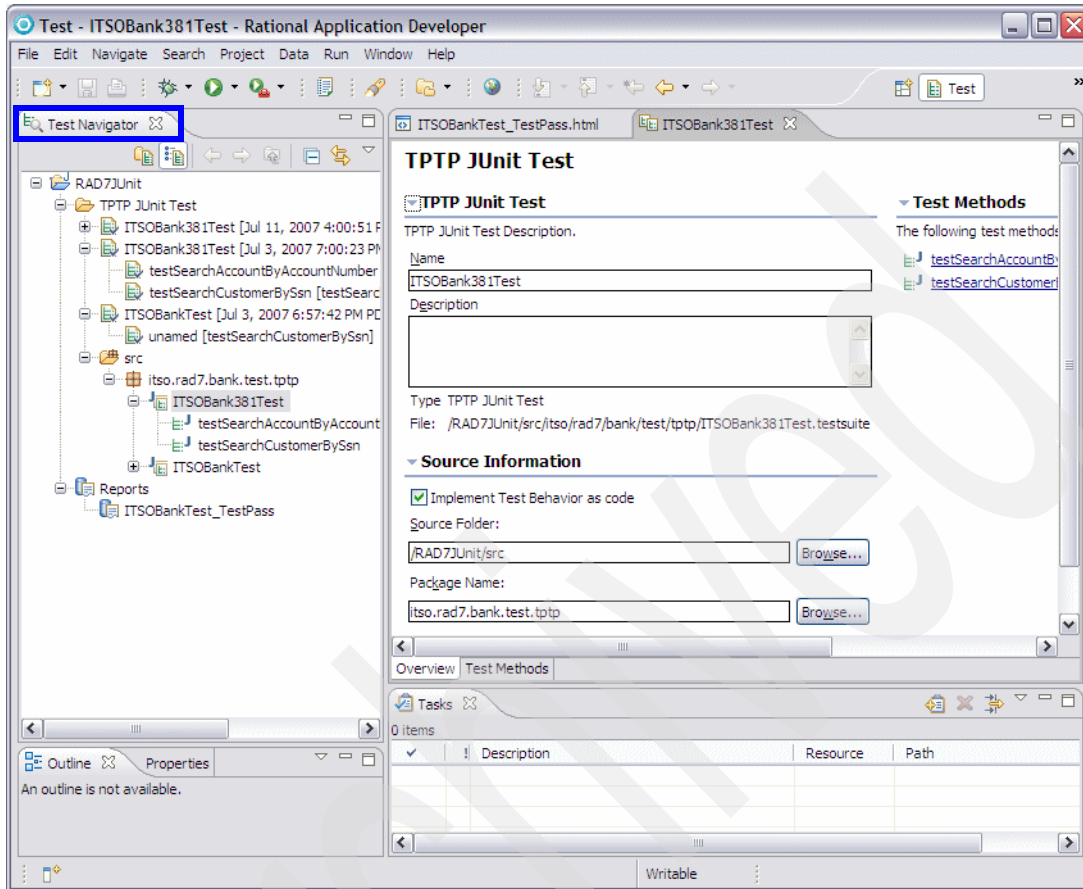 Test - ITSOBank381Test - Rational Application Developer
File Edit Navigate Search Project Data Run Window Help
Test
Test Navigator
RAD7JUnit
TPTP JUnit Test
ITSOBank381Test [Jul 11, 2007 4:00:51 P
ITSOBank381Test [Jul 3, 2007 7:00:23 PM
testSearchAccountByAccountNumber
testSearchCustomerBySsn [testSearc
ITSOBankTest [Jul 3, 2007 6:57:42 PM PD
unamed [testSearchCustomerBySsn]
src
itso.rad7.bank.test.tptp
ITSOBank381Test
testSearchAccountByAccount
testSearchCustomerBySsn
ITSOBankTest
Reports
ITSOBankTest_TestPass
Outline Properties
An outline is not available.
ITSOBankTest_TestPass.html ITSOBank381Test
TPTP JUnit Test
TPTP JUnit Test
TPTP JUnit Test Description.
Name
ITSOBank381Test
Description
Type TPTP JUnit Test
File: /RAD7JUnit/src/itso/rad7/bank/test/tptp/ITSOBank381Test.testsuite
Source Information
Implement Test Behavior as code
Source Folder:
/RAD7JUnit/src Browse...
Package Name:
itso.rad7.bank.test.tptp Browse...
Test Methods
The following test methods
testSearchAccountBy
testSearchCustomerI
Overview Test Methods
Tasks
0 items
! Description Resource Path
Writable